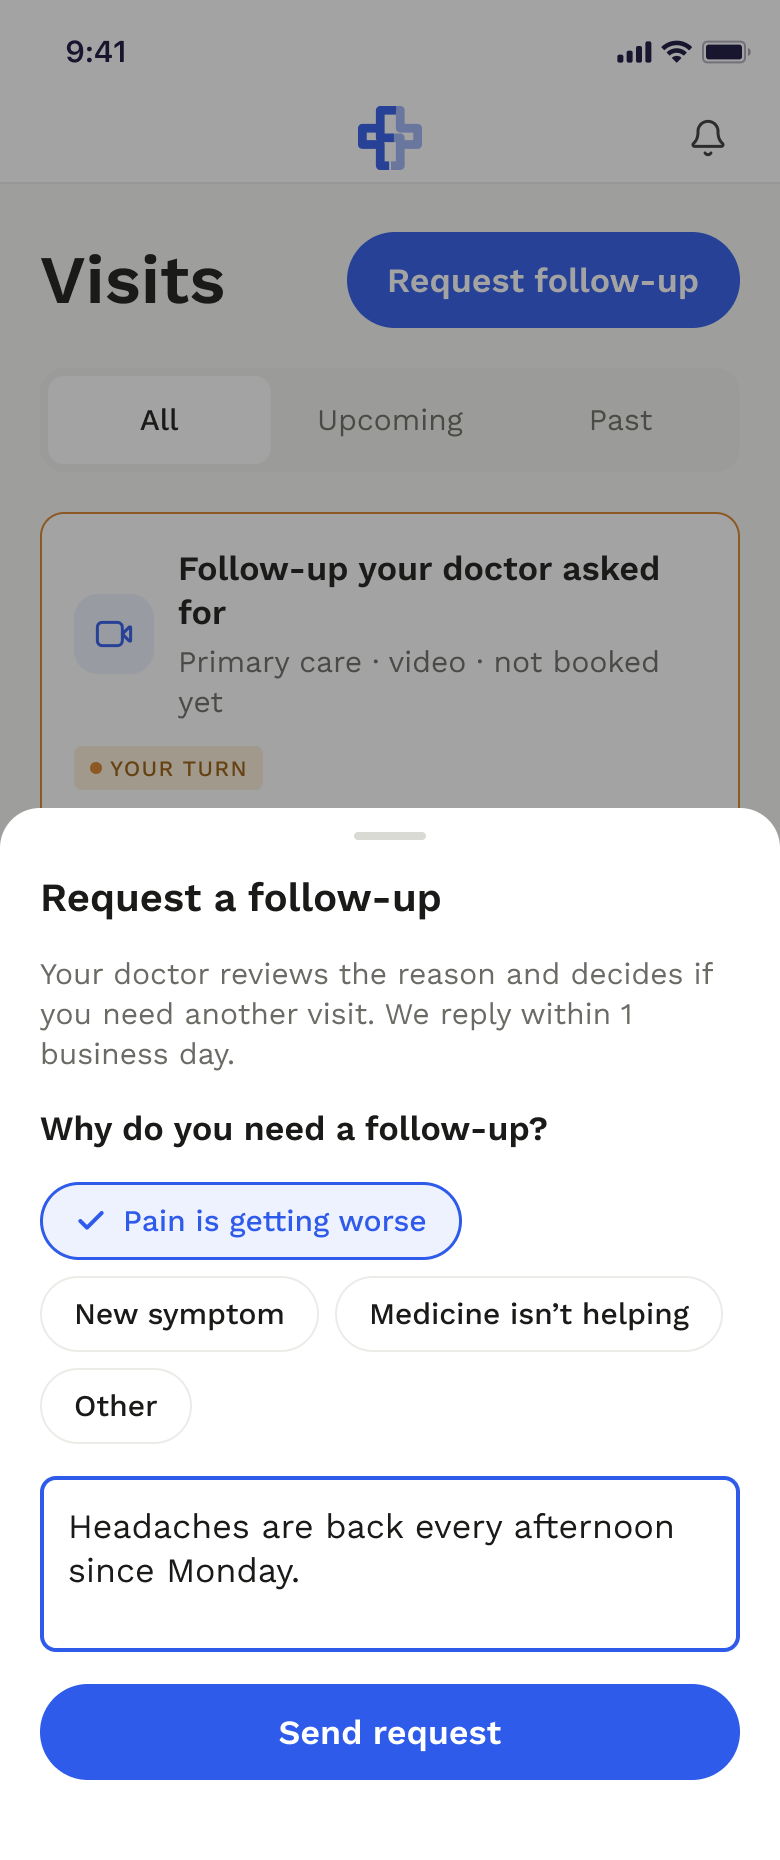 9:41
Visits
Request follow-up
All
Upcoming
Past
Follow-up your doctor asked
for
Primary care · video · not booked
yet
YOUR TURN
Request a follow-up
Your doctor reviews the reason and decides if
you need another visit. We reply within 1
business day.
Why do you need a follow-up?
Pain is getting worse
New symptom
Medicine isn’t helping
Other
Headaches are back every afternoon
since Monday.
Send request